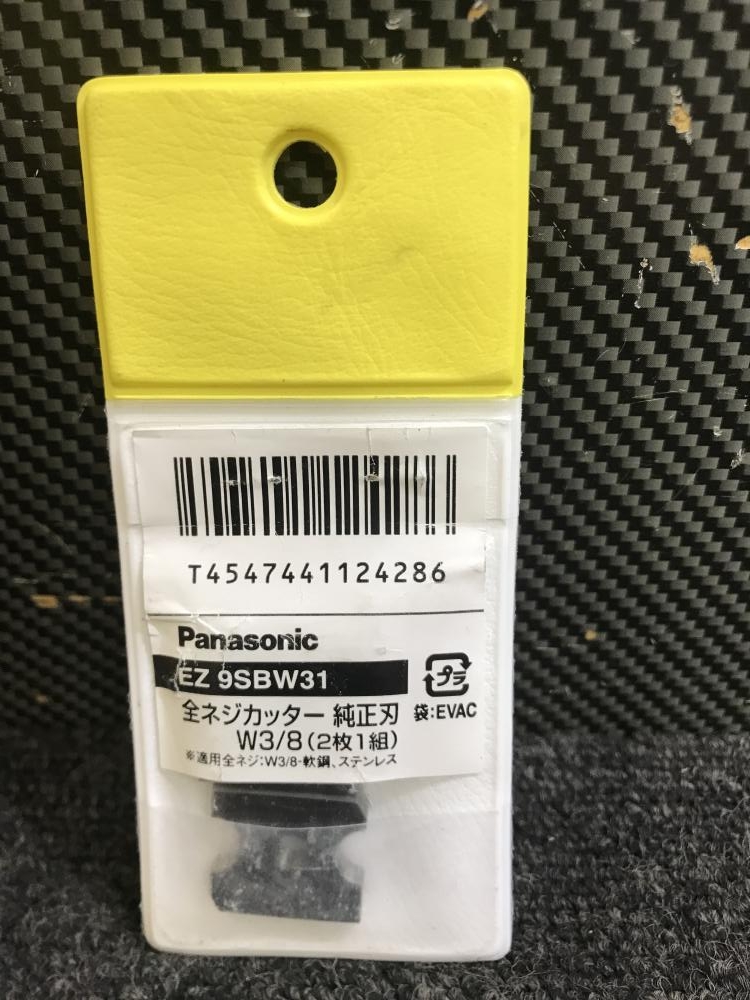 T4547441124286
Panasonic
EZ 9SBW31
プラ
全ネジカッター 純正刃
袋:EVAC
W3/8(2枚1組)
※適用全ネジ:W3/8-軟鋼、ステンレス